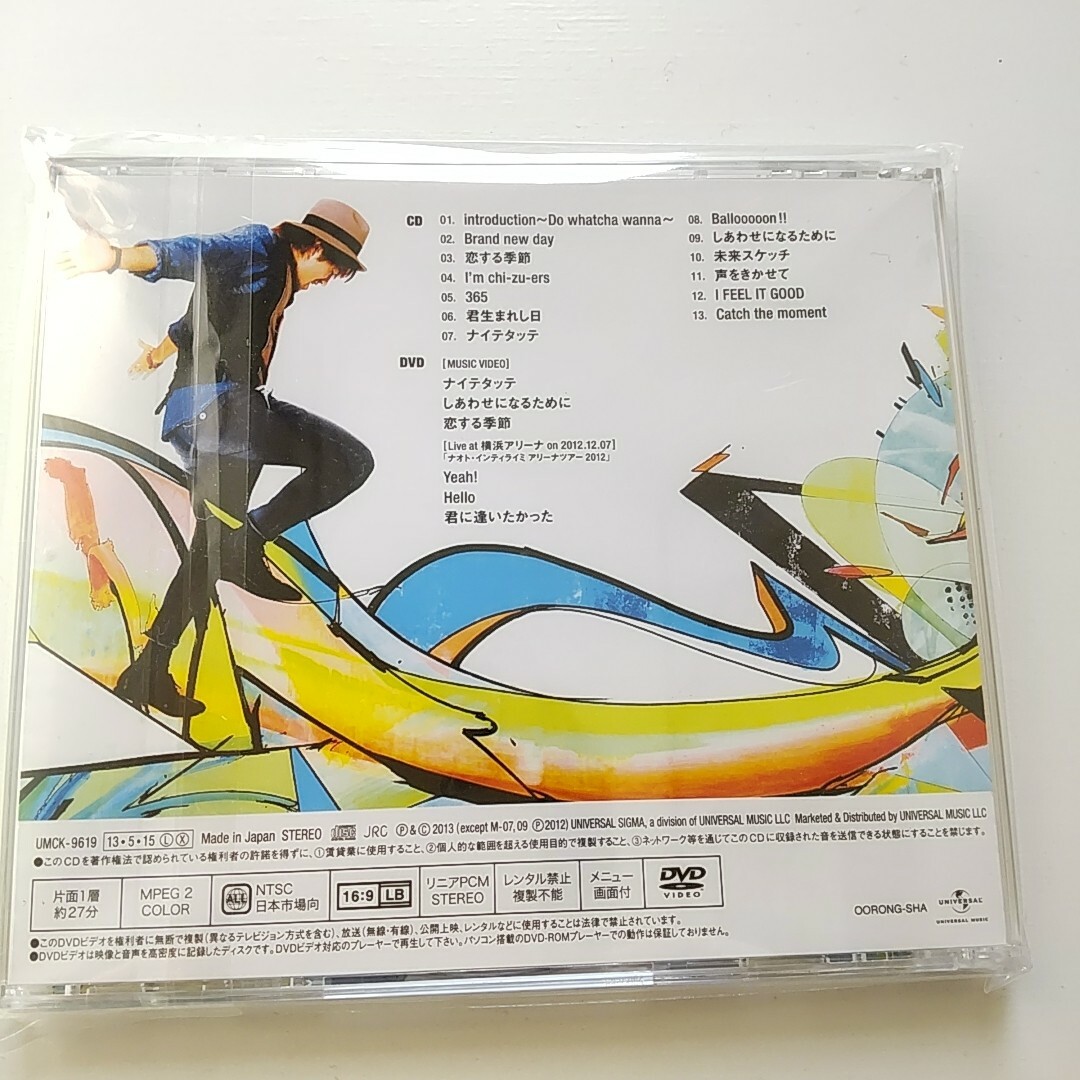 CD
01. introduction〜Do whatcha wanna〜
02. Brand new day
03. 恋する季節
04. I'm chi-zu-ers
05. 365
06. 君生まれし日
07. ナイテタッテ
08. Ballooooon!!
09. しあわせになるために
10. 未来スケッチ
11. 声をきかせて
12. I FEEL IT GOOD
13. Catch the moment
DVD [MUSIC VIDEO]
ナイテタッテ
しあわせになるために
恋する季節
[Live at 横浜アリーナ on 2012.12.07]
「ナオト・インティライミ アリーナツアー 2012」
Yeah!
Hello
君に逢いたかった
UMCK-9619 13・5・15 Ⓛ Ⓧ Made in Japan STEREO COMPACT disc DIGITAL AUDIO JRC Ⓟ&Ⓒ 2013 (except M-07, 09 Ⓟ2012) UNIVERSAL SIGMA, a division of UNIVERSAL MUSIC LLC Marketed & Distributed by UNIVERSAL MUSIC LLC
●このCDを著作権法で認められている権利者の許諾を得ずに、①賃貸業に使用すること、②個人的な範囲を超える使用目的で複製すること、③ネットワーク等を通じてこのCDに収録された音を送信できる状態にすることを禁じます。
片面1層
約27分
MPEG 2
COLOR
ALL
NTSC
日本市場向
16:9 LB
リニアPCM
STEREO
レンタル禁止
複製不能
メニュー
画面付
DVD
VIDEO
OORONG-SHA
UNIVERSAL
UNIVERSAL MUSIC
●このDVDビデオを権利者に無断で複製(異なるテレビジョン方式を含む)、放送(無線・有線)、公開上映、レンタルなどに使用することは法律で禁止されています。
●DVDビデオは映像と音声を高密度に記録したディスクです。DVDビデオ対応のプレーヤーで再生して下さい。パソコン搭載のDVD-ROMプレーヤーでの動作は保証しておりません。